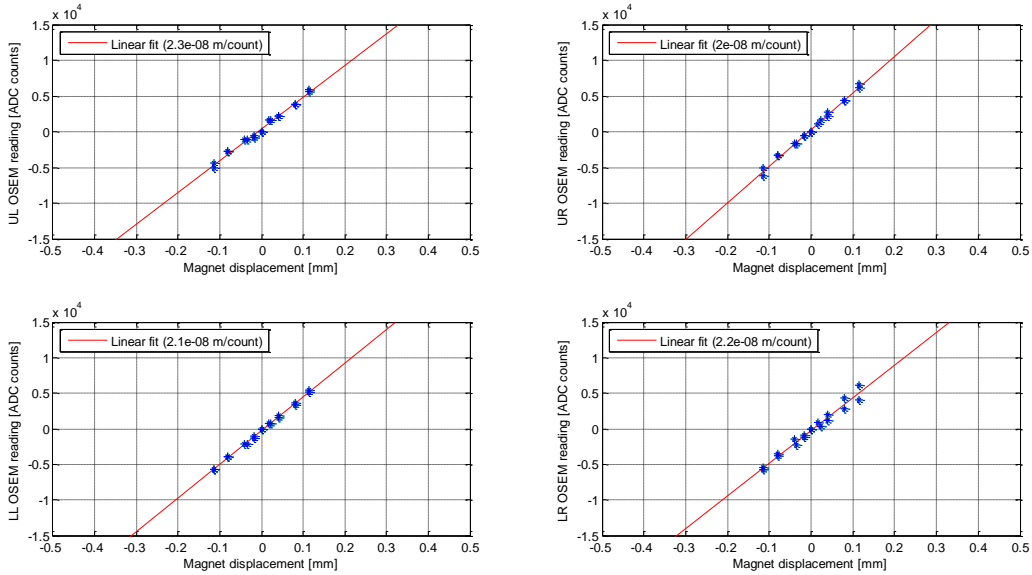 x 10^4
1.5
1
0.5
0
-0.5
-1
-1.5
UL OSEM reading [ADC counts]
Linear fit (2.3e-08 m/count)
-0.5 -0.4 -0.3 -0.2 -0.1 0 0.1 0.2 0.3 0.4 0.5
Magnet displacement [mm]
x 10^4
1.5
1
0.5
0
-0.5
-1
-1.5
UR OSEM reading [ADC counts]
Linear fit (2e-08 m/count)
-0.5 -0.4 -0.3 -0.2 -0.1 0 0.1 0.2 0.3 0.4 0.5
Magnet displacement [mm]
x 10^4
1.5
1
0.5
0
-0.5
-1
-1.5
LL OSEM reading [ADC counts]
Linear fit (2.1e-08 m/count)
-0.5 -0.4 -0.3 -0.2 -0.1 0 0.1 0.2 0.3 0.4 0.5
Magnet displacement [mm]
x 10^4
1.5
1
0.5
0
-0.5
-1
-1.5
LR OSEM reading [ADC counts]
Linear fit (2.2e-08 m/count)
-0.5 -0.4 -0.3 -0.2 -0.1 0 0.1 0.2 0.3 0.4 0.5
Magnet displacement [mm]